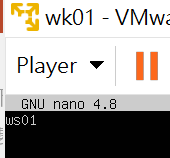 wk01 - VMwa
Player
GNU nano 4.8
ws01